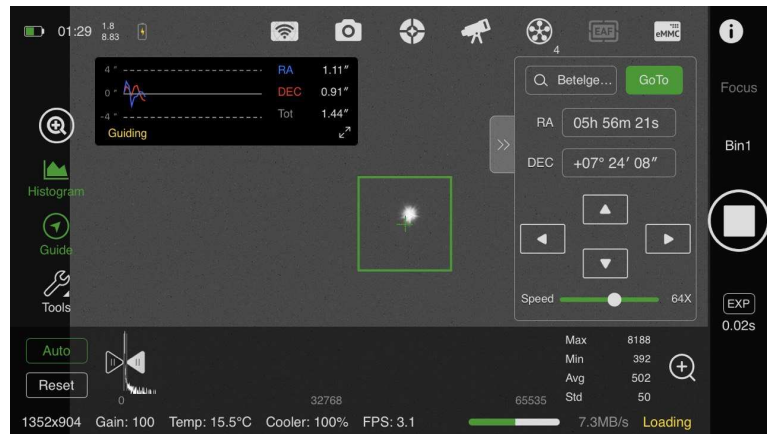 01:29
1.8
8.83
4
EAF
eMMC
4 "
0 "
-4 "
RA 1.11"
DEC 0.91"
Tot 1.44"
Guiding
Betelge... GoTo
RA 05h 56m 21s
DEC +07° 24′ 08″
Speed 64X
Histogram
Guide
Tools
Focus
Bin1
EXP
0.02s
Auto
Reset
0 32768 65535
Max 8188
Min 392
Avg 502
Std 50
1352x904 Gain: 100 Temp: 15.5°C Cooler: 100% FPS: 3.1 7.3MB/s Loading